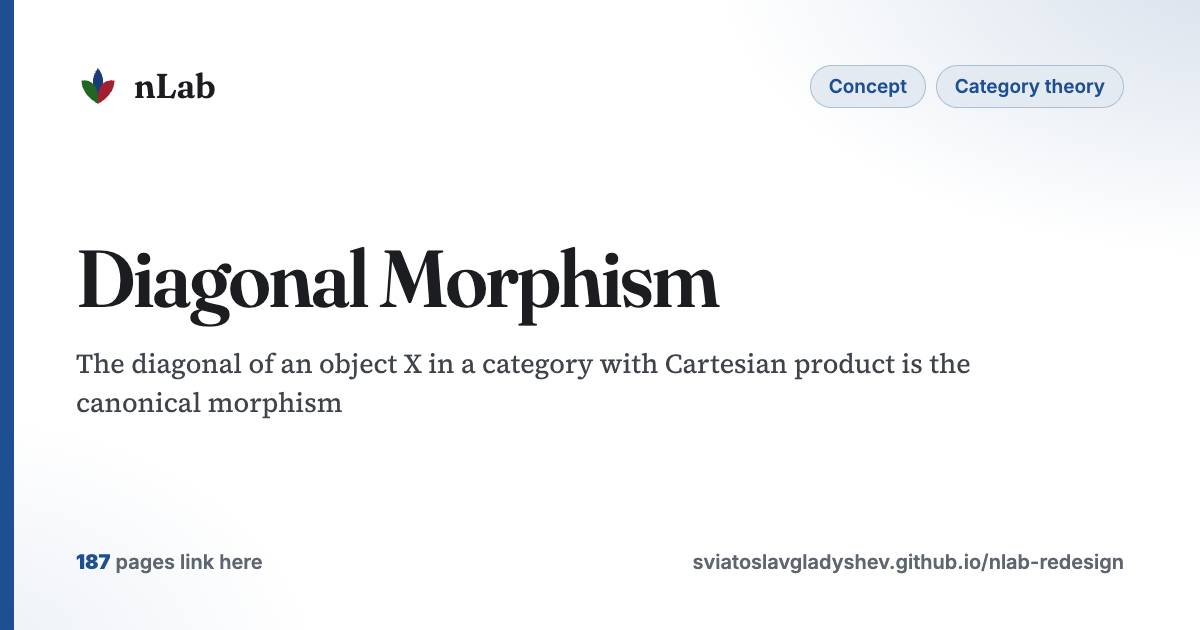 nLab
Concept
Category theory
Diagonal Morphism
The diagonal of an object X in a category with Cartesian product is the
canonical morphism
187 pages link here
sviatoslavgladyshev.github.io/nlab-redesign